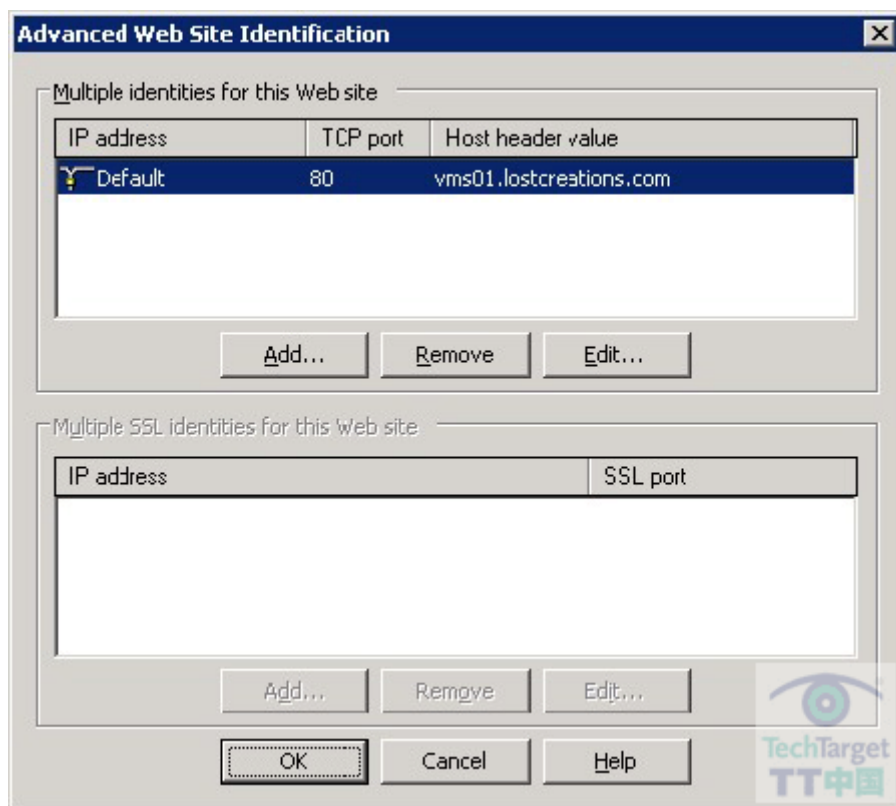 Advanced Web Site Identification
Multiple identities for this Web site
IP address TCP port Host header value
Default 80 vms01.lostcreations.com
Add... Remove Edit...
Multiple SSL identities for this Web site
IP address SSL port
Add... Remove Edit...
OK Cancel Help
TechTarget
TT中国